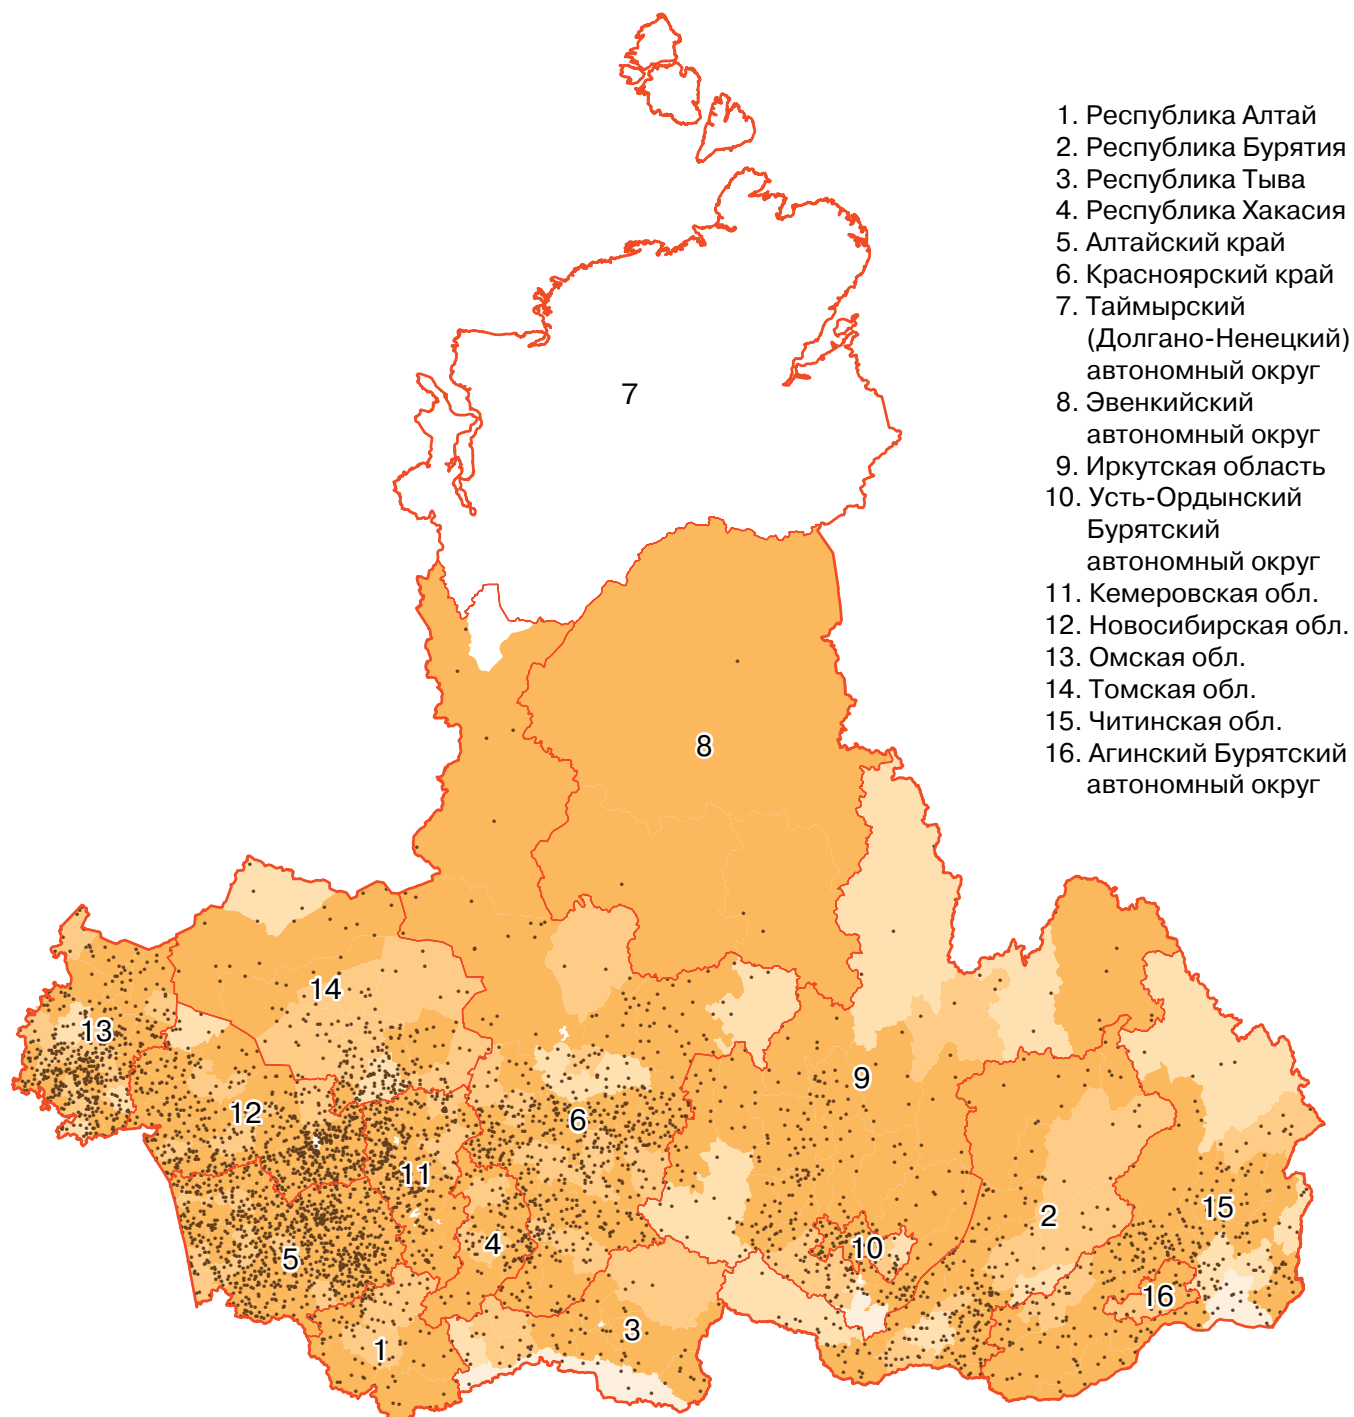 1. Республика Алтай
2. Республика Бурятия
3. Республика Тыва
4. Республика Хакасия
5. Алтайский край
6. Красноярский край
7. Таймырский
(Долгано-Ненецкий)
автономный округ
8. Эвенкийский
автономный округ
9. Иркутская область
10. Усть-Ордынский
Бурятский
автономный округ
11. Кемеровская обл.
12. Новосибирская обл.
13. Омская обл.
14. Томская обл.
15. Читинская обл.
16. Агинский Бурятский
автономный округ
7
8
14
13
9
12
6
11
15
2
4
10
5
16
3
1